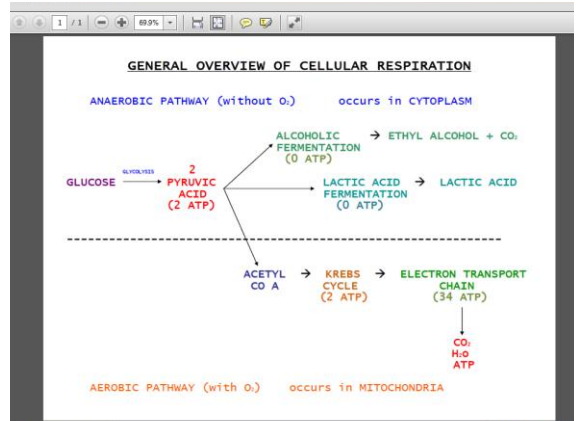 1 / 1 69.9%
GENERAL OVERVIEW OF CELLULAR RESPIRATION
ANAEROBIC PATHWAY (without O₂) occurs in CYTOPLASM
ALCOHOLIC → ETHYL ALCOHOL + CO₂
FERMENTATION
(0 ATP)
GLYCOLYSIS
2
GLUCOSE PYRUVIC LACTIC ACID → LACTIC ACID
ACID FERMENTATION
(2 ATP) (0 ATP)
ACETYL → KREBS → ELECTRON TRANSPORT
CO A CYCLE CHAIN
(2 ATP) (34 ATP)
CO₂
H₂O
ATP
AEROBIC PATHWAY (with O₂) occurs in MITOCHONDRIA